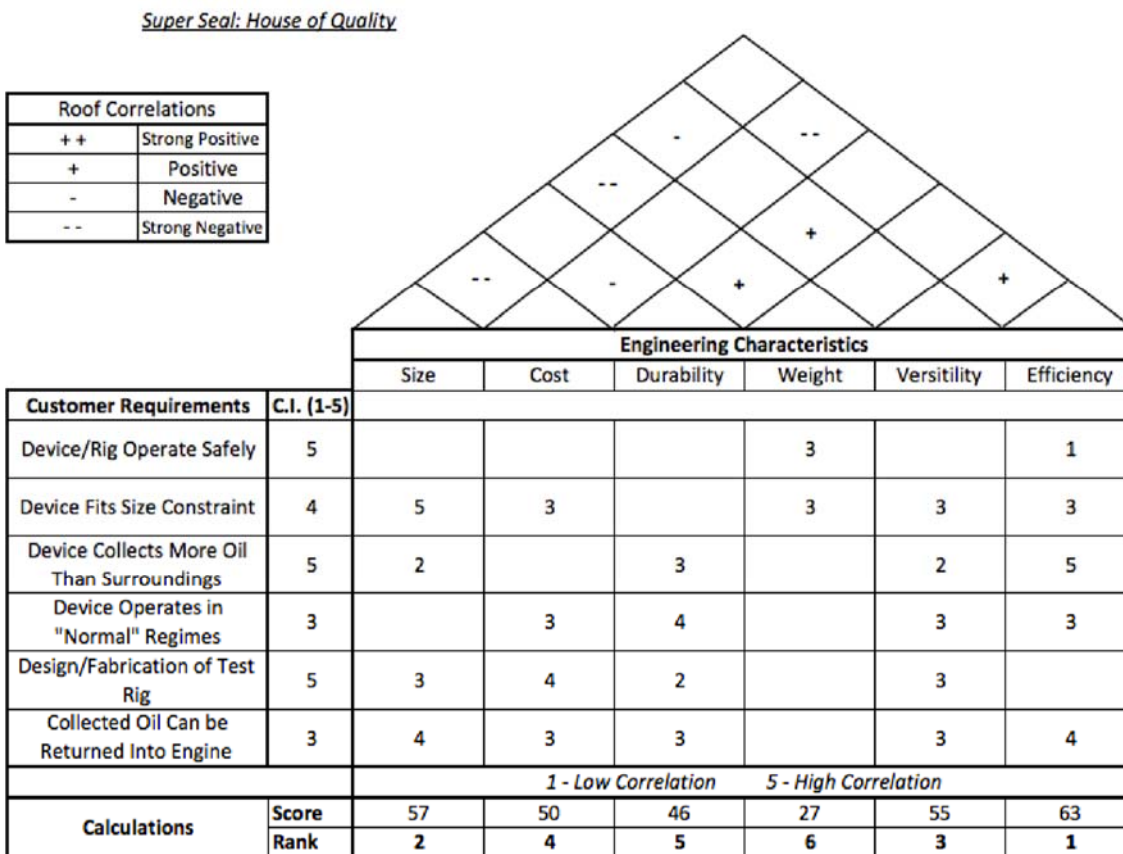 Super Seal: House of Quality
Roof Correlations
+ + Strong Positive
+ Positive
- Negative
- - Strong Negative
- - -
- -
+
- - - + +
Engineering Characteristics
Size Cost Durability Weight Versitility Efficiency
Customer Requirements C.I. (1-5)
Device/Rig Operate Safely 5 3 1
Device Fits Size Constraint 4 5 3 3 3 3
Device Collects More Oil
Than Surroundings 5 2 3 2 5
Device Operates in
"Normal" Regimes 3 3 4 3 3
Design/Fabrication of Test
Rig 5 3 4 2 3
Collected Oil Can be
Returned Into Engine 3 4 3 3 3 4
1 - Low Correlation 5 - High Correlation
Calculations
Score 57 50 46 27 55 63
Rank 2 4 5 6 3 1